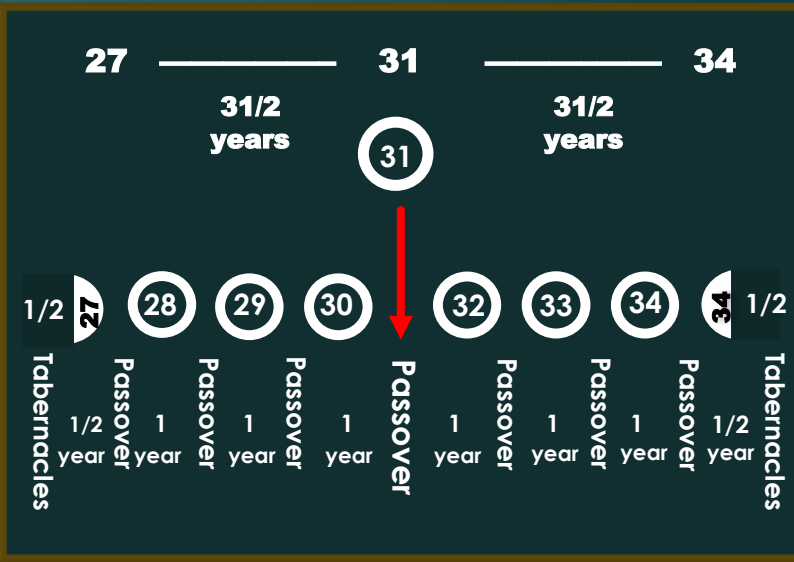 27 31 34
31/2 years
31/2 years
31
1/2 27 28 29 30 32 33 34 34 1/2
Tabernacles
1/2 year
Passover
1 year
Passover
1 year
Passover
1 year
Passover
1 year
Passover
1 year
Passover
1 year
Passover
1/2 year
Tabernacles